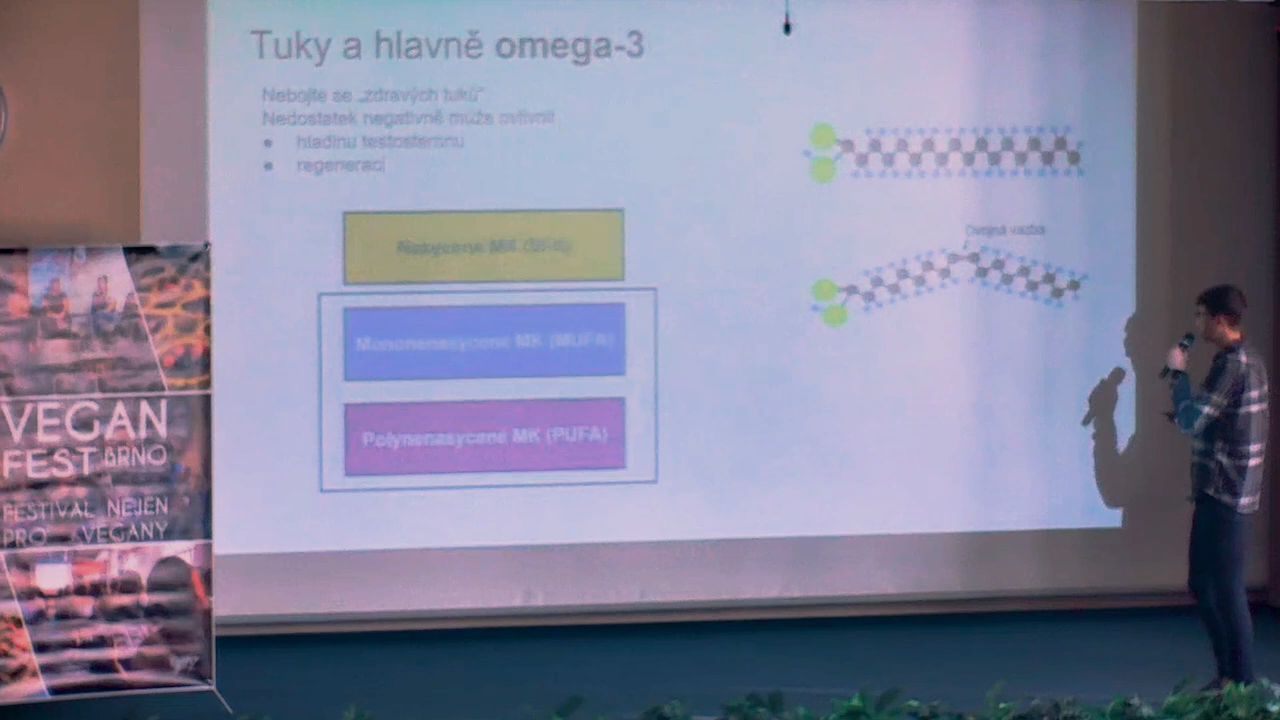 Tuky a hlavně omega-3
Nebojte se „zdravých tuků“
Nedostatek negativně může ovlivnit
● hladinu testosteronu
● regeneraci
Nasycené MK (SFA)
Mononenasycené MK (MUFA)
Polynenasycené MK (PUFA)
Dvojná vazba
VEGAN
FEST BRNO
FESTIVAL NEJEN
PRO VEGANY